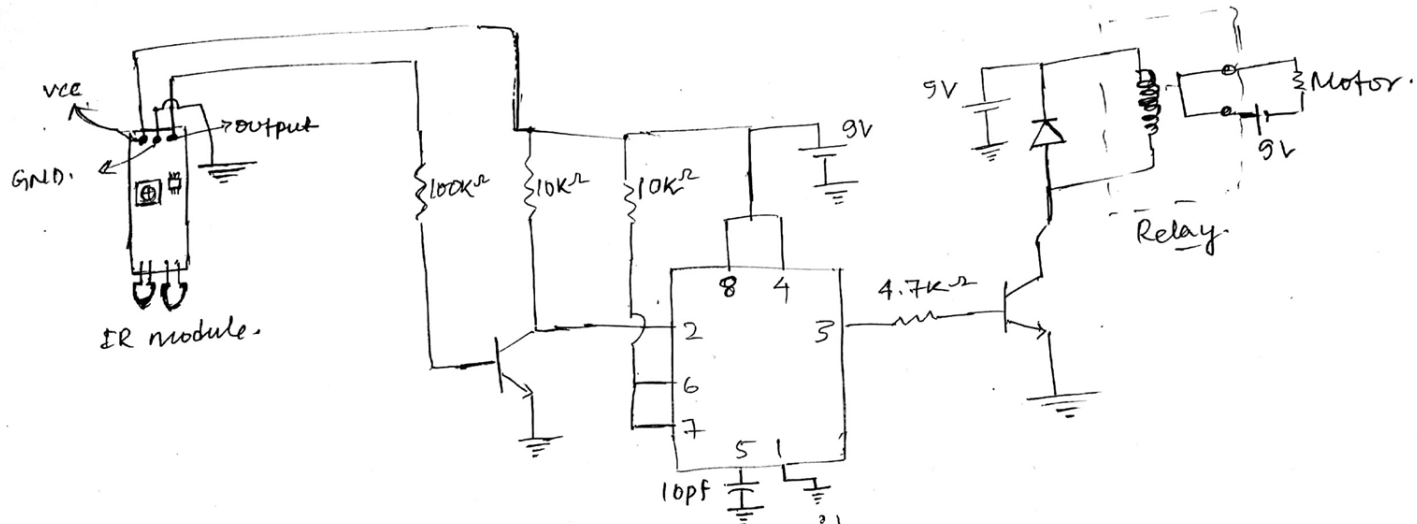 VCC
GND.
output
IR module.
100KΩ
10KΩ
10KΩ
9V
8
4
2
3
6
7
5
1
10pf
4.7KΩ
9V
Relay.
Motor.
9V